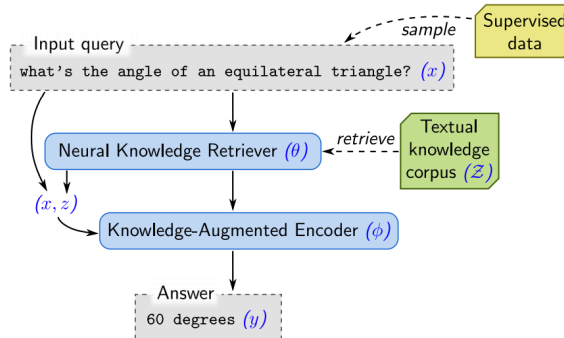 Supervised
data
sample
Input query
what's the angle of an equilateral triangle? (x)
Neural Knowledge Retriever (θ)
retrieve
Textual
knowledge
corpus (𝒵)
(x, z)
Knowledge-Augmented Encoder (ϕ)
Answer
60 degrees (y)